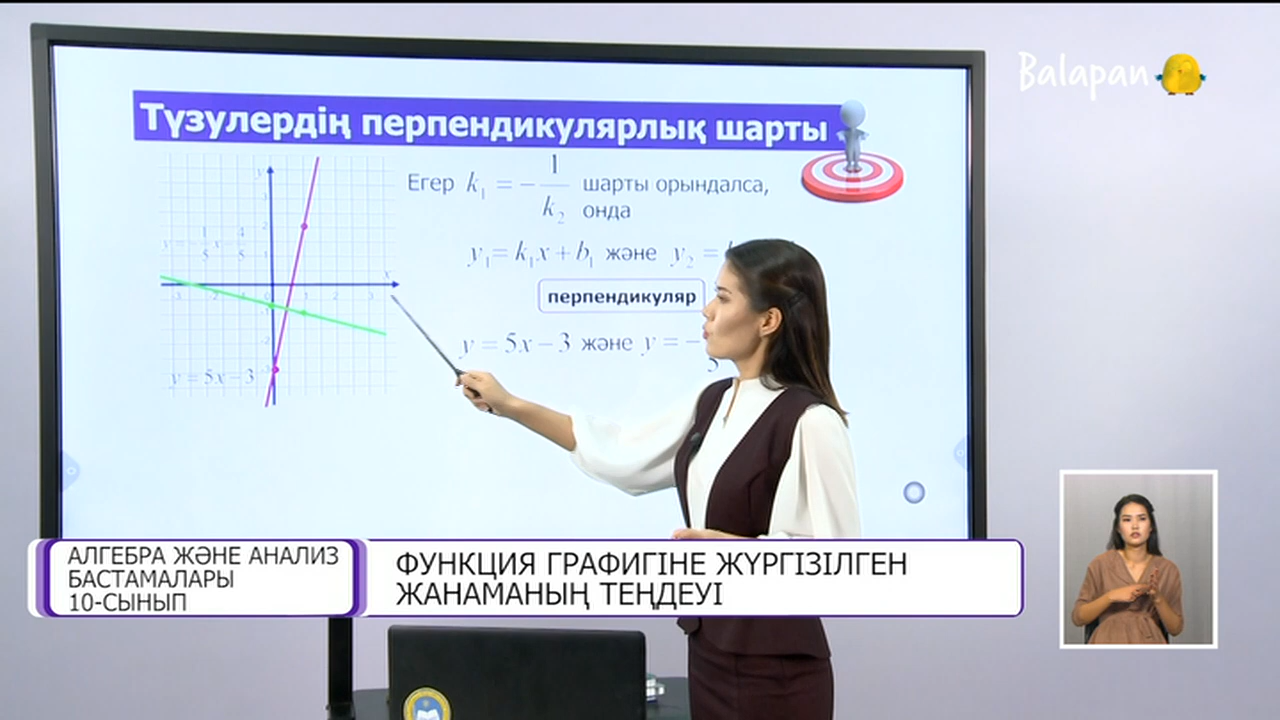 Balapan
Түзулердің перпендикулярлық шарты
Егер k₁ = -1/k₂ шарты орындалса,
онда
y₁= k₁x + b₁ және y₂ =
перпендикуляр
y = 5x - 3 және y = -
y = 5x - 3
АЛГЕБРА ЖӘНЕ АНАЛИЗ
БАСТАМАЛАРЫ
10-СЫНЫП
ФУНКЦИЯ ГРАФИГІНЕ ЖҮРГІЗІЛГЕН
ЖАНАМАНЫҢ ТЕҢДЕУІ